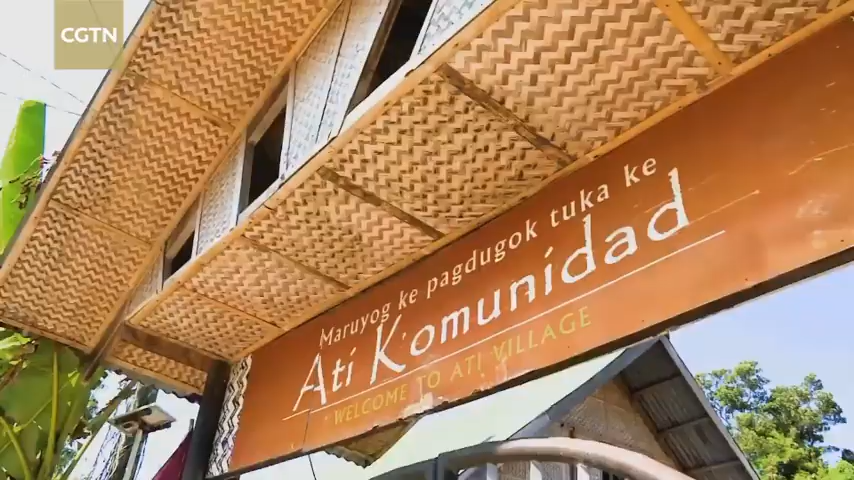 CGTN
Maruyog ke pagdugok tuka ke
Ati Komunidad
WELCOME TO ATI VILLAGE